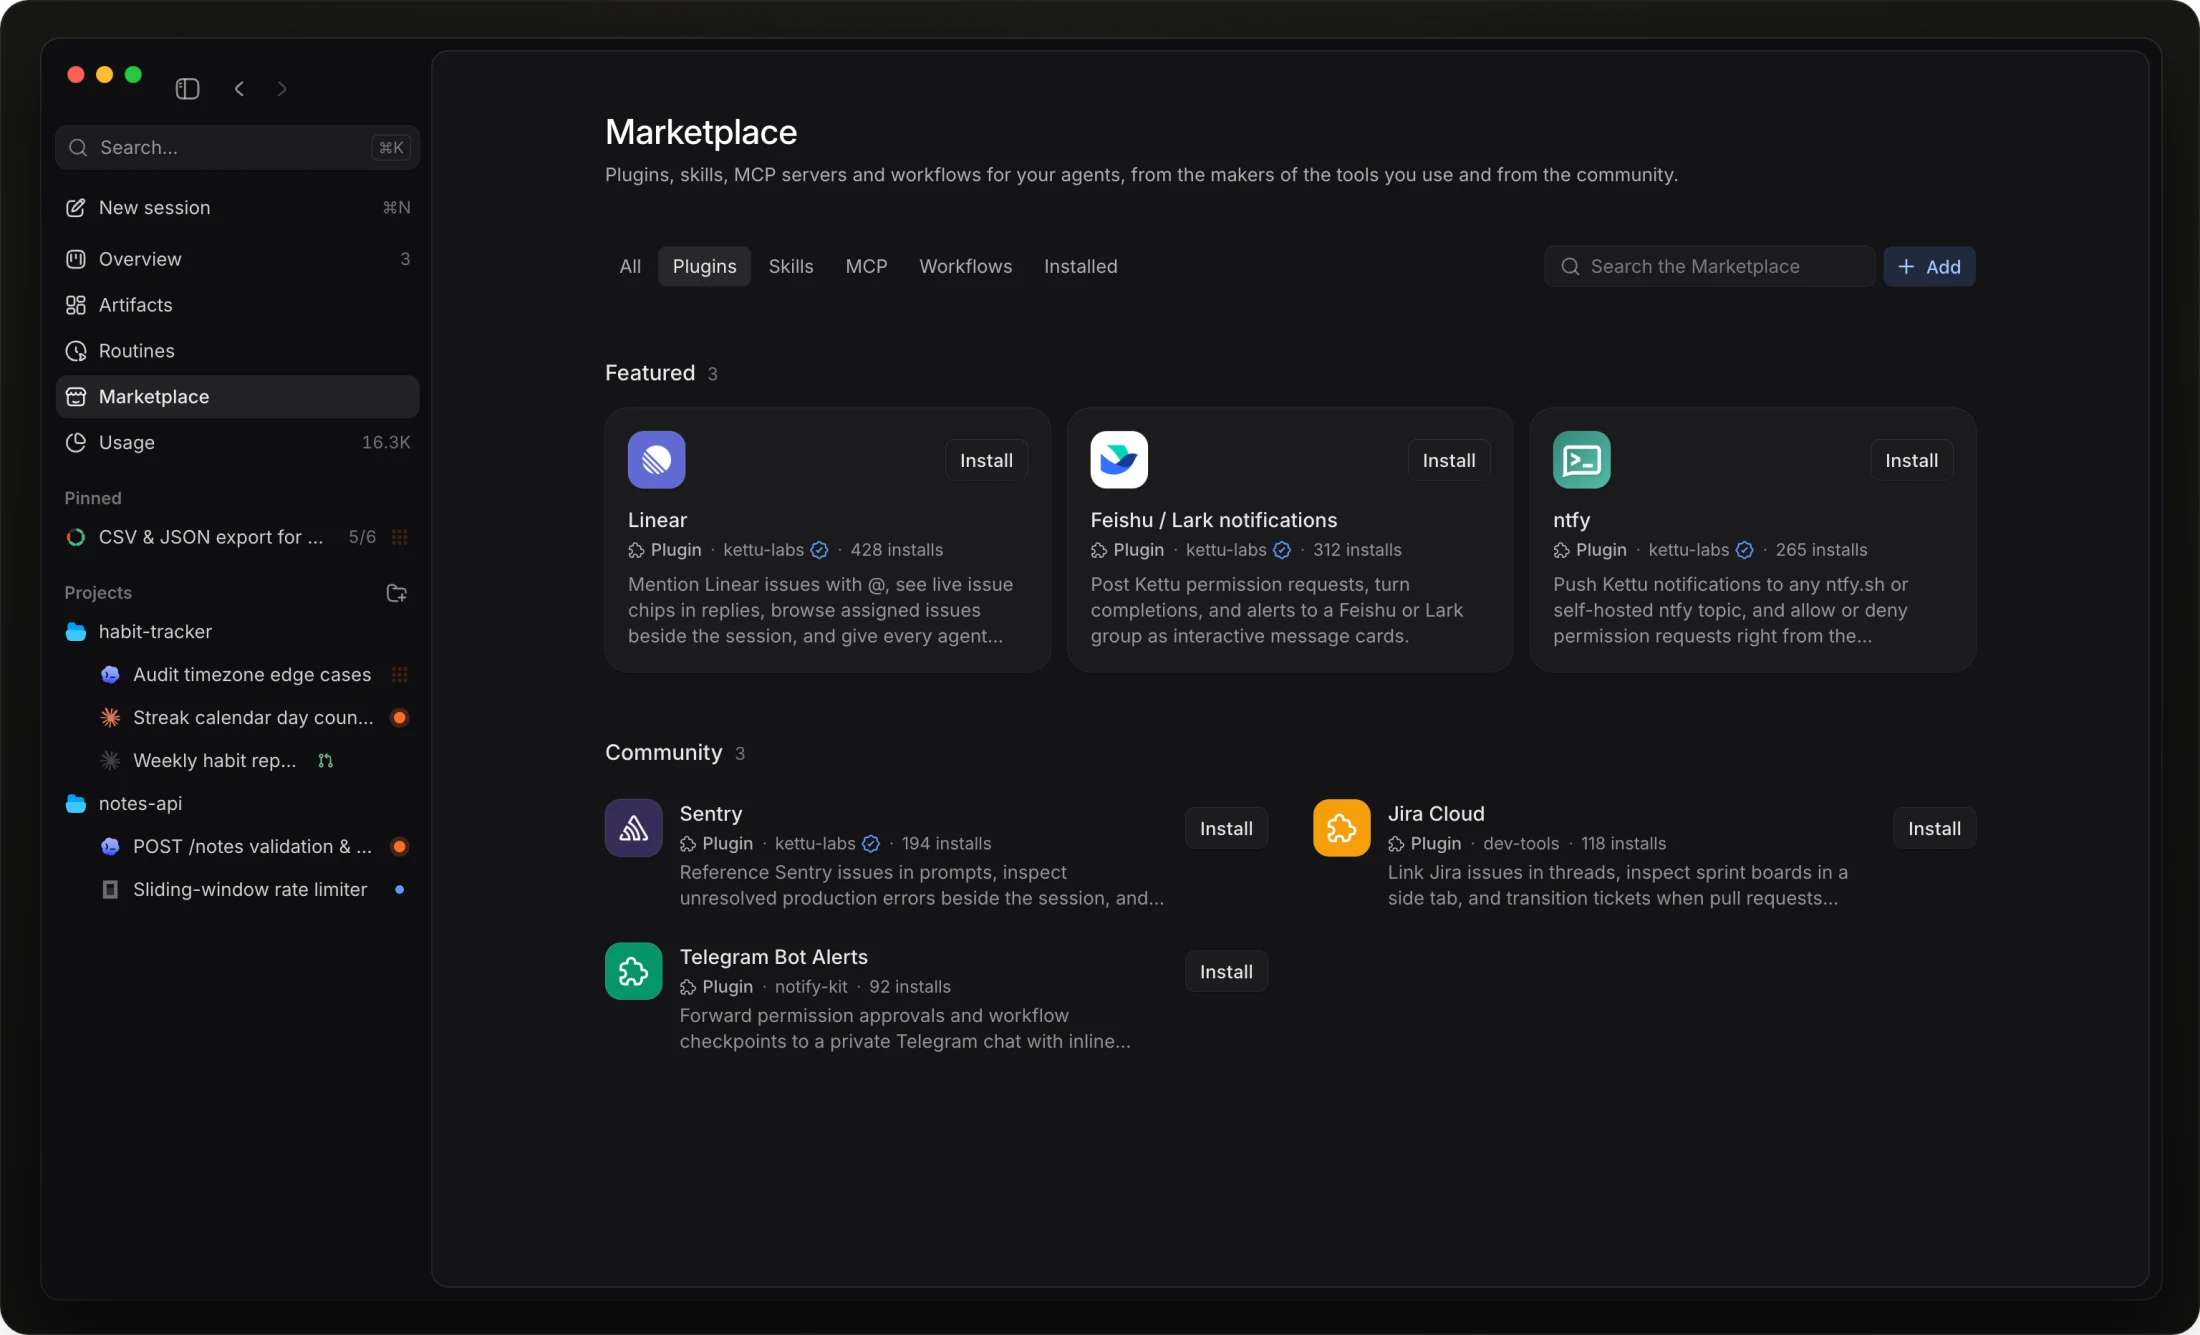 Search...
⌘K
New session
⌘N
Overview
3
Artifacts
Routines
Marketplace
Usage
16.3K
Pinned
CSV & JSON export for ...
5/6
Projects
habit-tracker
Audit timezone edge cases
Streak calendar day coun...
Weekly habit rep...
notes-api
POST /notes validation & ...
Sliding-window rate limiter
Marketplace
Plugins, skills, MCP servers and workflows for your agents, from the makers of the tools you use and from the community.
All Plugins Skills MCP Workflows Installed
Search the Marketplace
+ Add
Featured 3
Install
Linear
Plugin · kettu-labs · 428 installs
Mention Linear issues with @, see live issue
chips in replies, browse assigned issues
beside the session, and give every agent...
Install
Feishu / Lark notifications
Plugin · kettu-labs · 312 installs
Post Kettu permission requests, turn
completions, and alerts to a Feishu or Lark
group as interactive message cards.
Install
ntfy
Plugin · kettu-labs · 265 installs
Push Kettu notifications to any ntfy.sh or
self-hosted ntfy topic, and allow or deny
permission requests right from the...
Community 3
Sentry
Plugin · kettu-labs · 194 installs
Reference Sentry issues in prompts, inspect
unresolved production errors beside the session, and...
Install
Jira Cloud
Plugin · dev-tools · 118 installs
Link Jira issues in threads, inspect sprint boards in a
side tab, and transition tickets when pull requests...
Install
Telegram Bot Alerts
Plugin · notify-kit · 92 installs
Forward permission approvals and workflow
checkpoints to a private Telegram chat with inline...
Install